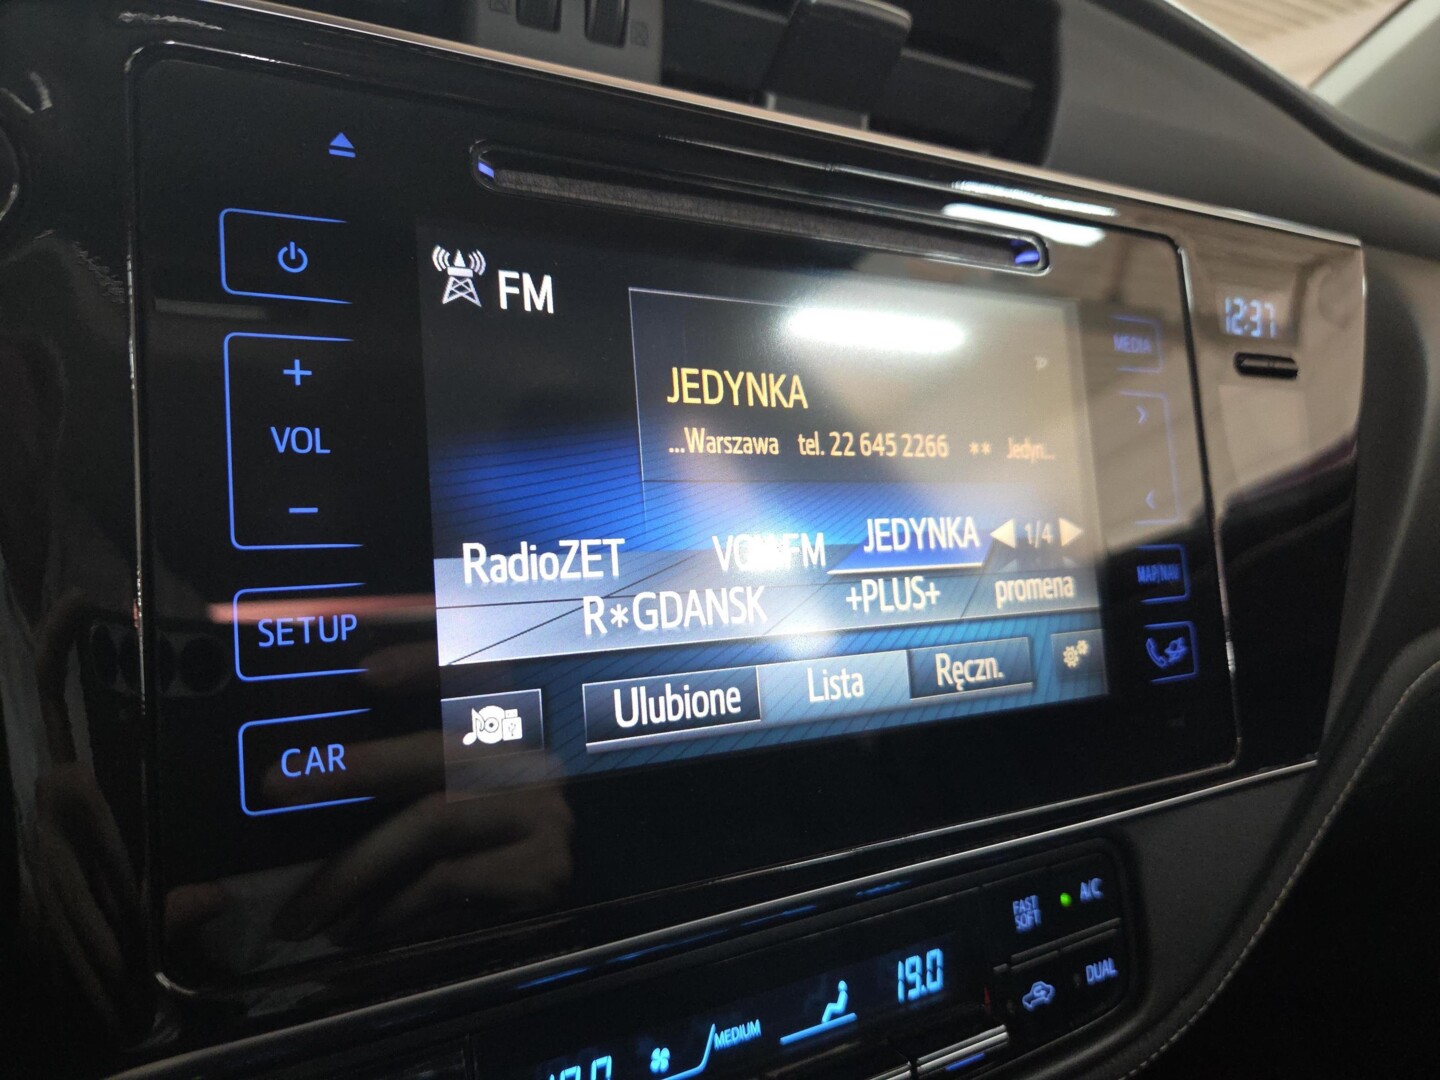 FM
12:37
MEDIA
JEDYNKA
...Warszawa tel. 22 645 2266 ** Jedyn...
+
VOL
−
RadioZET
FM
JEDYNKA
1/4
R*GDANSK
+PLUS+
promena
MAP/NAV
SETUP
Ulubione
Lista
Ręczn.
CAR
FAST
SOFT
A/C
19.0
DUAL
MEDIUM